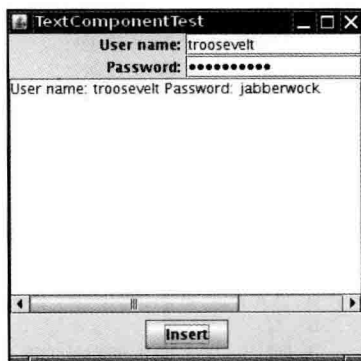 TextComponentTest
User name: troosevelt
Password: ••••••••••
User name: troosevelt Password: jabberwock
Insert